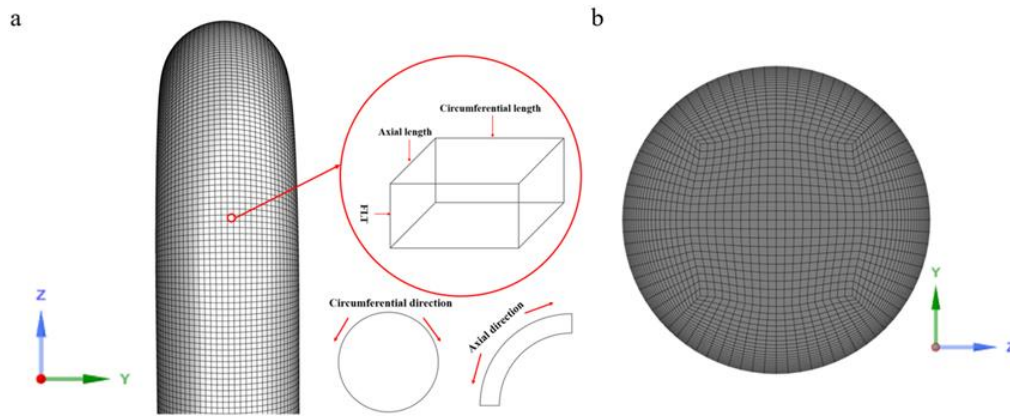 a
b
Circumferential length
Axial length
FLT
Circumferential direction
Axial direction
Z
Y
Y
Z